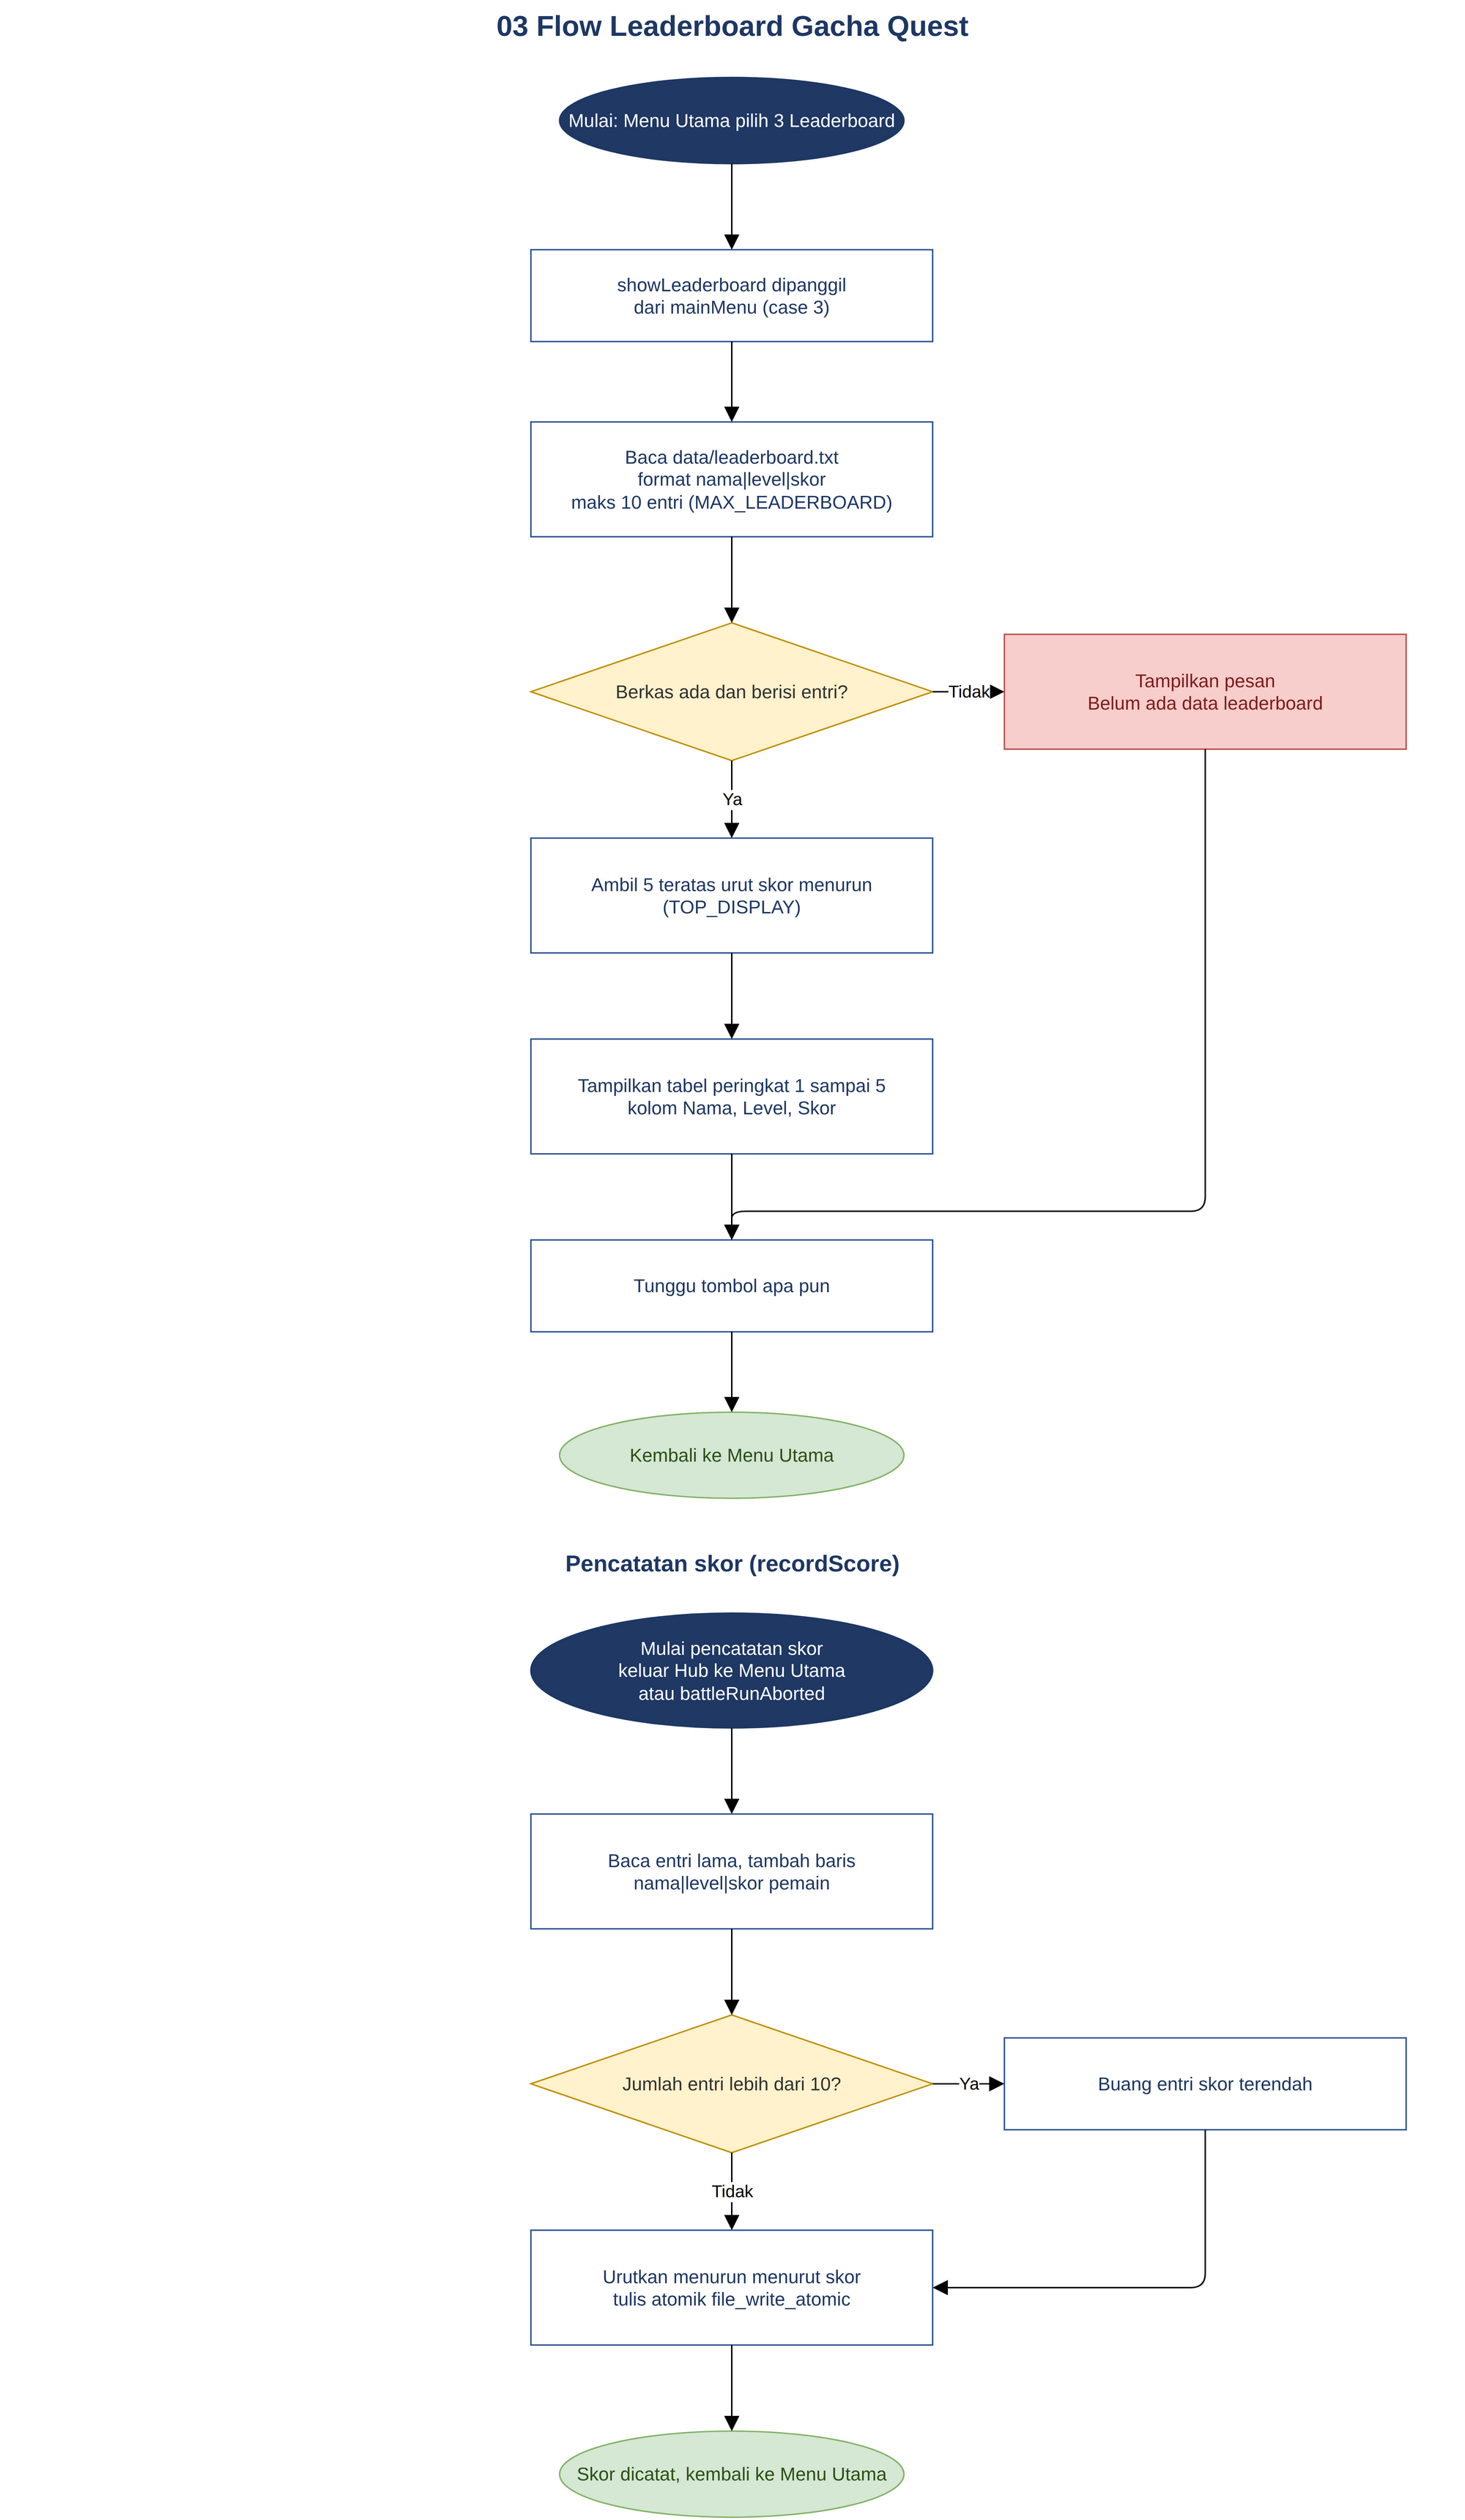 03 Flow Leaderboard Gacha Quest
Mulai: Menu Utama pilih 3 Leaderboard
showLeaderboard dipanggil
dari mainMenu (case 3)
Baca data/leaderboard.txt
format nama|level|skor
maks 10 entri (MAX_LEADERBOARD)
Berkas ada dan berisi entri?
Tidak
Tampilkan pesan
Belum ada data leaderboard
Ya
Ambil 5 teratas urut skor menurun
(TOP_DISPLAY)
Tampilkan tabel peringkat 1 sampai 5
kolom Nama, Level, Skor
Tunggu tombol apa pun
Kembali ke Menu Utama
Pencatatan skor (recordScore)
Mulai pencatatan skor
keluar Hub ke Menu Utama
atau battleRunAborted
Baca entri lama, tambah baris
nama|level|skor pemain
Jumlah entri lebih dari 10?
Ya
Buang entri skor terendah
Tidak
Urutkan menurun menurut skor
tulis atomik file_write_atomic
Skor dicatat, kembali ke Menu Utama